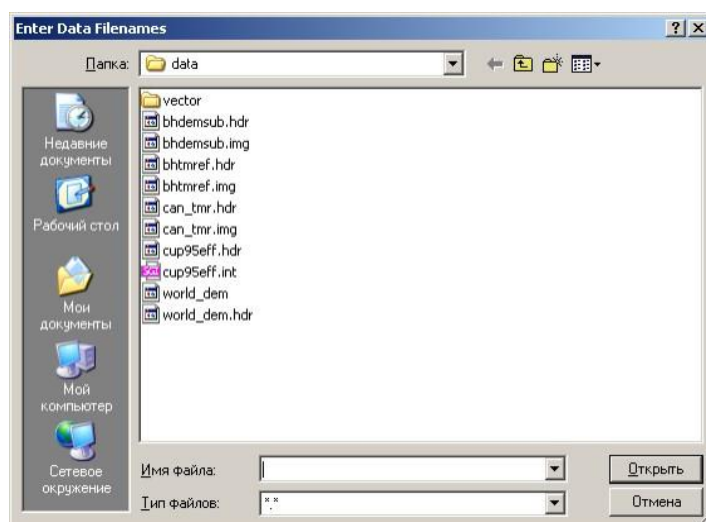 Enter Data Filenames
Папка: data
vector
bhdemsub.hdr
bhdemsub.img
bhtmref.hdr
bhtmref.img
can_tmr.hdr
can_tmr.img
cup95eff.hdr
cup95eff.int
world_dem
world_dem.hdr
Недавние
документы
Рабочий стол
Мои
документы
Мой
компьютер
Сетевое
окружение
Имя файла:
Открыть
Тип файлов: *.*
Отмена